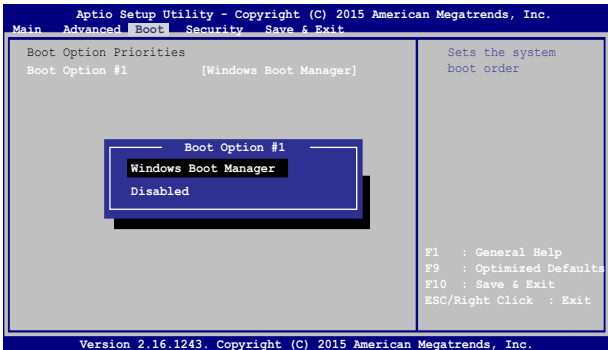 Aptio Setup Utility - Copyright (C) 2015 American Megatrends, Inc.
Main Advanced Boot Security Save & Exit
Boot Option Priorities
Boot Option #1 [Windows Boot Manager]
Sets the system
boot order
Boot Option #1
Windows Boot Manager
Disabled
F1 : General Help
F9 : Optimized Defaults
F10 : Save & Exit
ESC/Right Click : Exit
Version 2.16.1243. Copyright (C) 2015 American Megatrends, Inc.